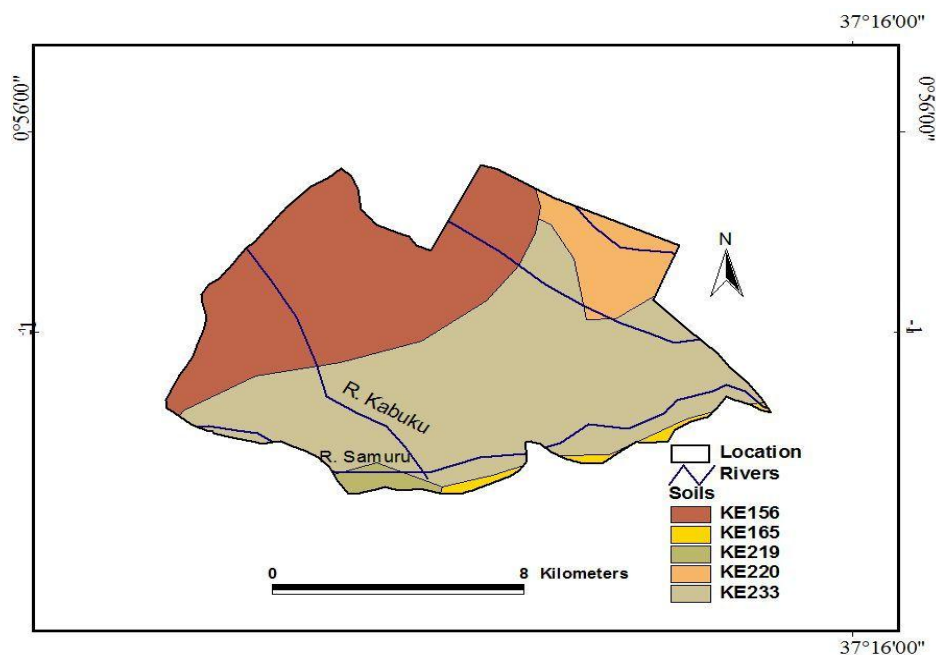 37°16'00"
0°56'00"
0°56'00"
N
-1
-1
R. Kabuku
R. Samuru
Location
Rivers
Soils
KE156
KE165
KE219
KE220
KE233
0 8 Kilometers
37°16'00"